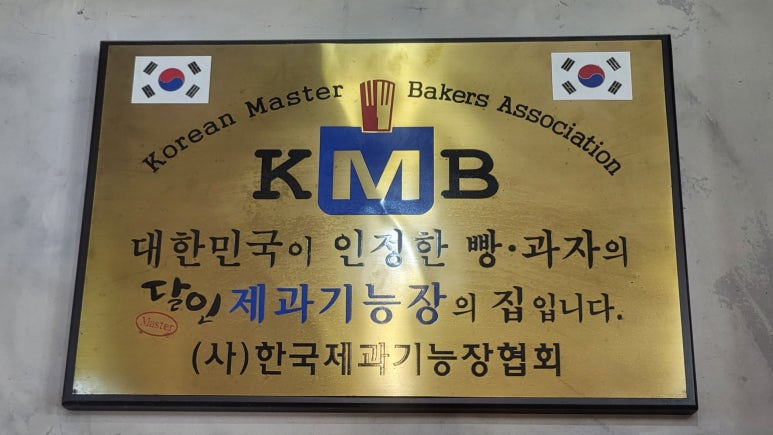 Korean Master Bakers Association
KMB
대한민국이 인정한 빵·과자의
달인 제과기능장의 집입니다.
Master
(사)한국제과기능장협회